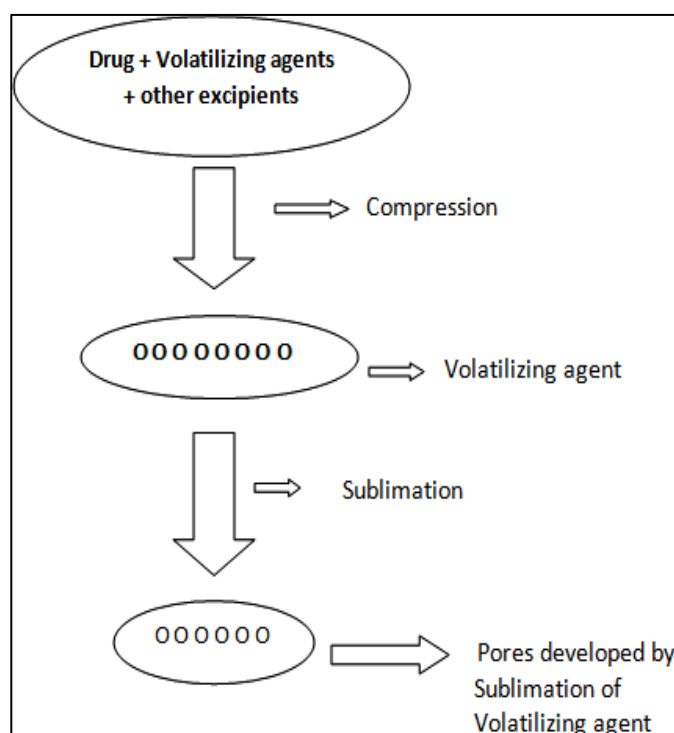 Drug + Volatilizing agents
+ other excipients
Compression
OOOOOOOO
Volatilizing agent
Sublimation
OOOOOO
Pores developed by
Sublimation of
Volatilizing agent